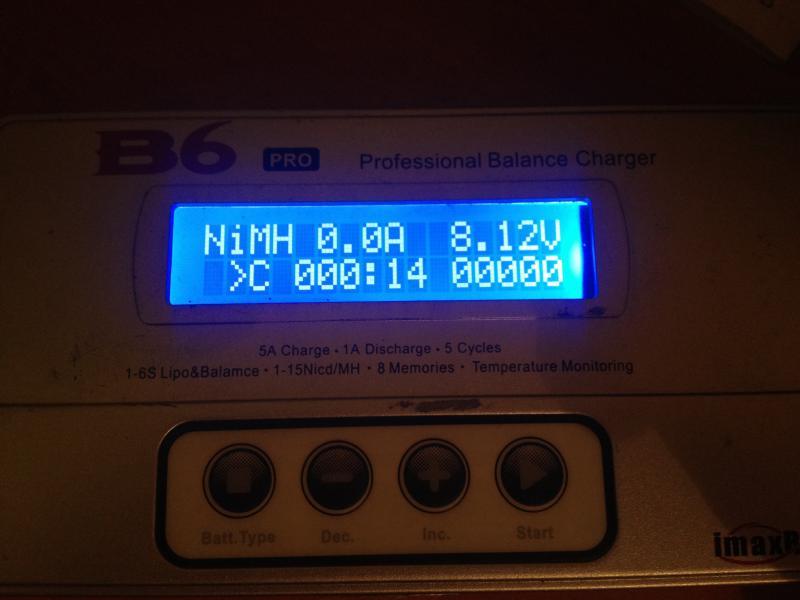 B6 PRO Professional Balance Charger
NiMH 0.0A 8.12V
>C 000:14 00000
5A Charge • 1A Discharge • 5 Cycles
1-6S Lipo&Balamce • 1-15Nicd/MH • 8 Memories • Temperature Monitoring
Batt.Type Dec. Inc. Start